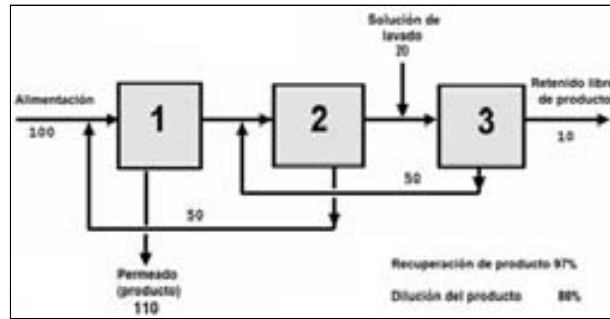 Solución de
lavado
20
Alimentación
100
1
2
3
Retenido libre
de producto
10
50
50
Permeado
(producto)
110
Recuperación de producto 97%
Dilución del producto 88%